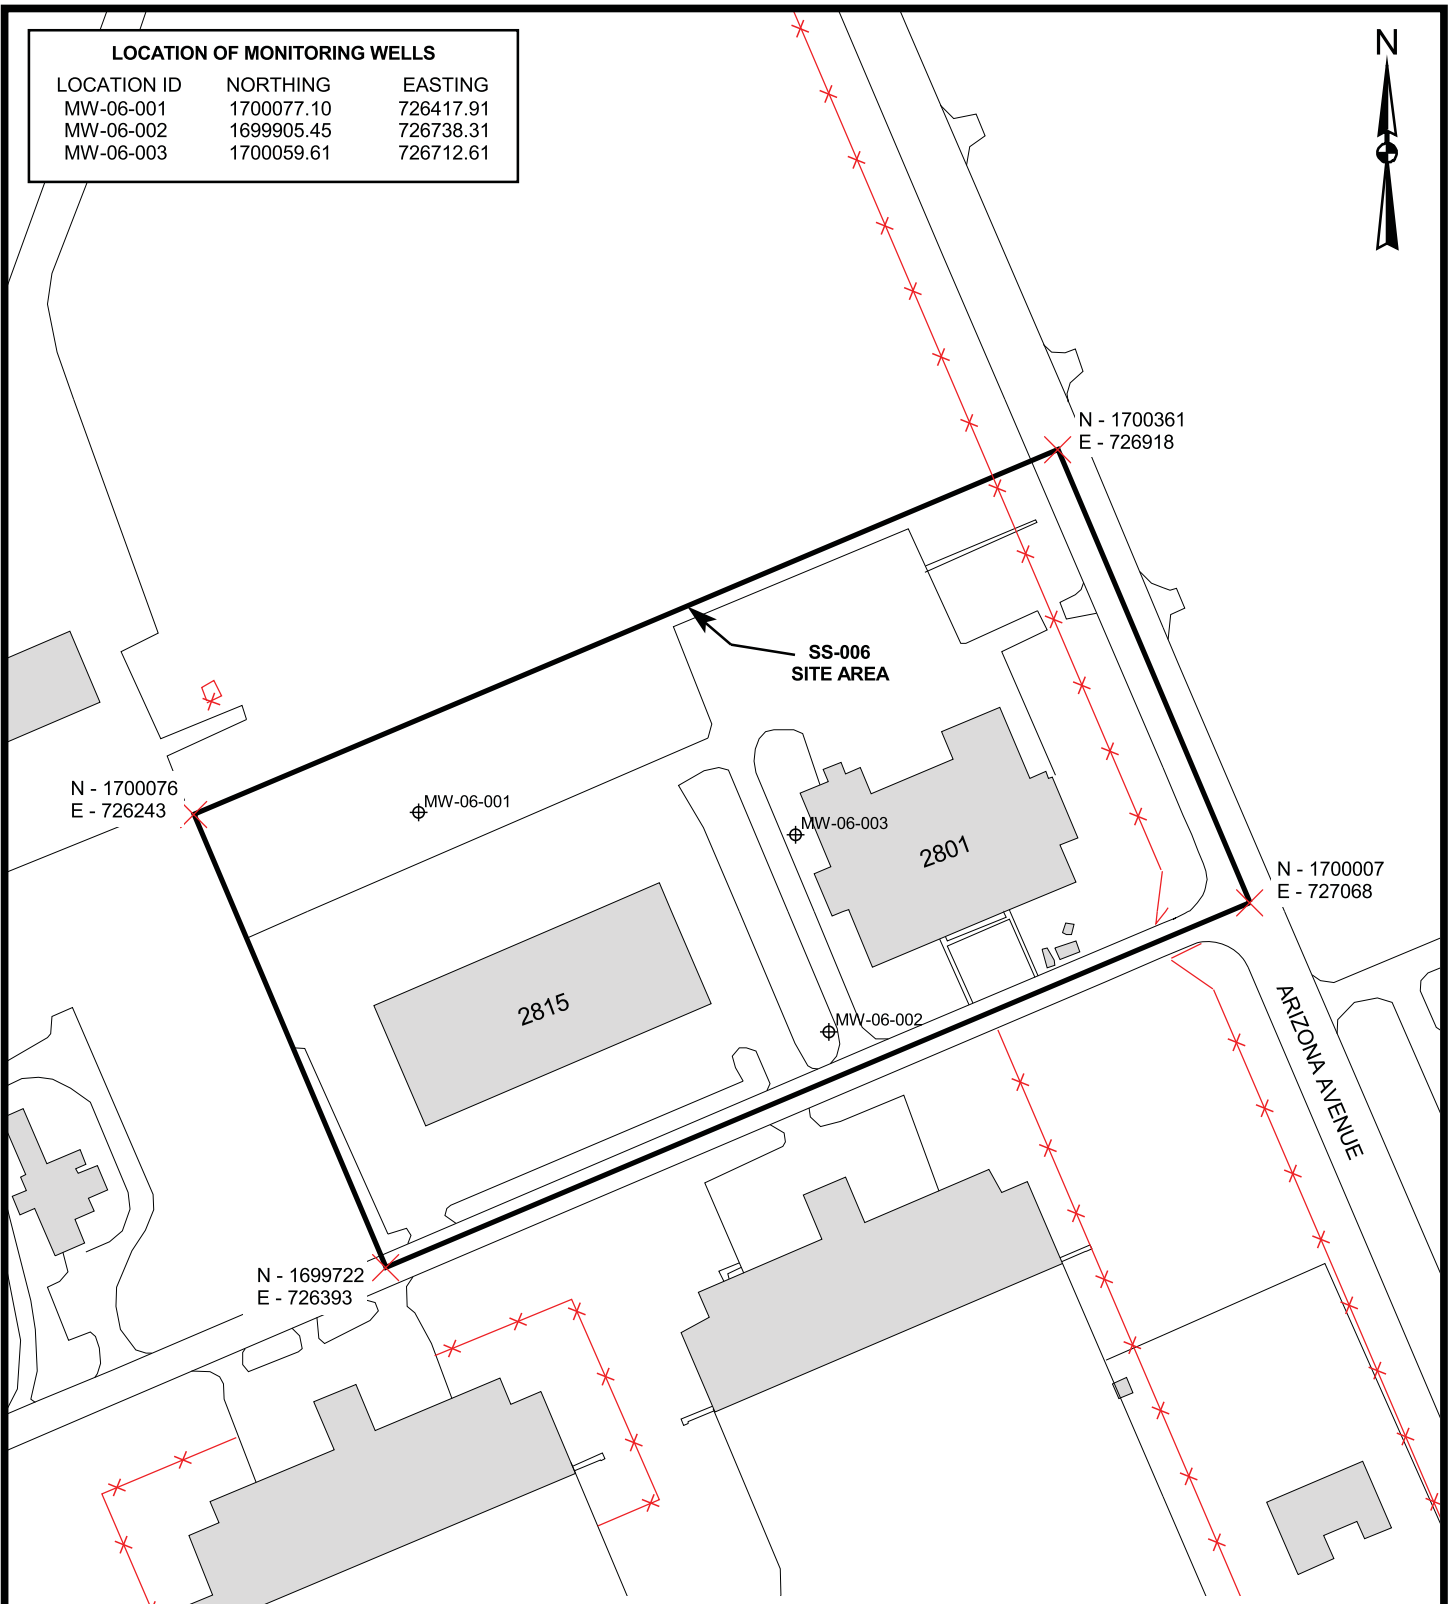 LOCATION OF MONITORING WELLS
LOCATION ID NORTHING EASTING
MW-06-001 1700077.10 726417.91
MW-06-002 1699905.45 726738.31
MW-06-003 1700059.61 726712.61
N
N - 1700361
E - 726918
SS-006
SITE AREA
N - 1700076
E - 726243
MW-06-001
MW-06-003
2801
N - 1700007
E - 727068
2815
MW-06-002
ARIZONA AVENUE
N - 1699722
E - 726393